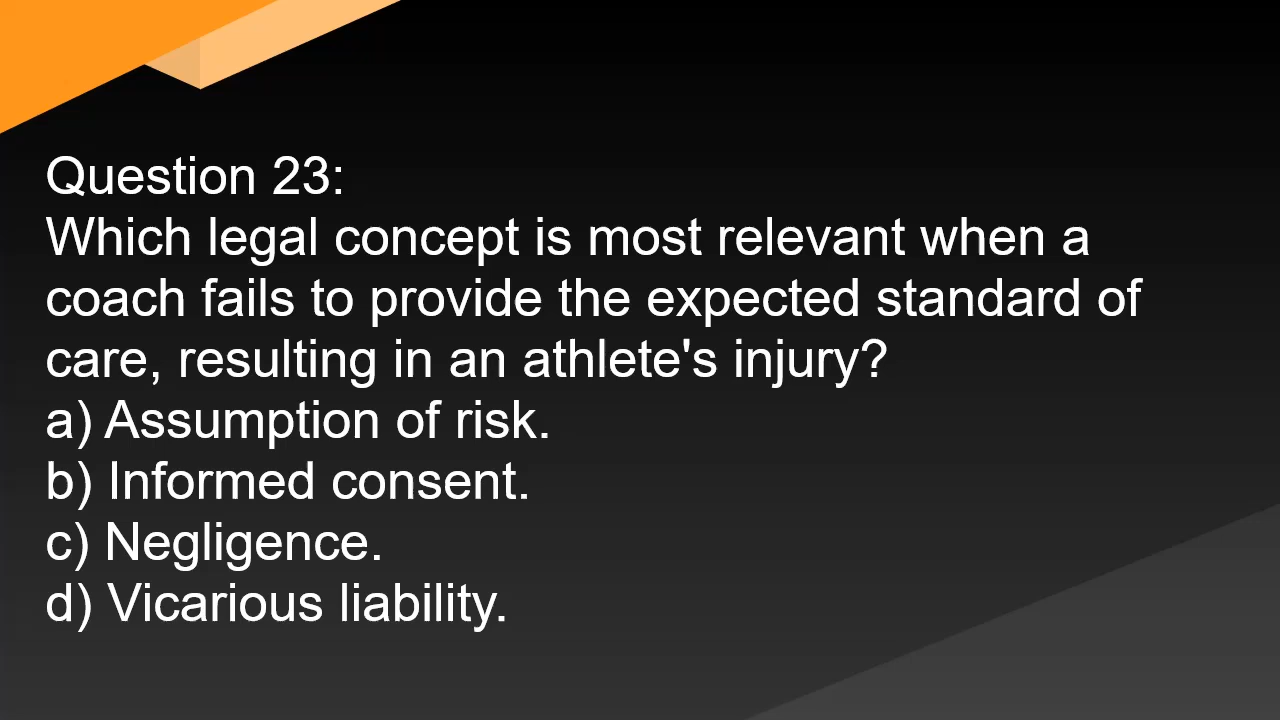 Question 23:
Which legal concept is most relevant when a
coach fails to provide the expected standard of
care, resulting in an athlete's injury?
a) Assumption of risk.
b) Informed consent.
c) Negligence.
d) Vicarious liability.